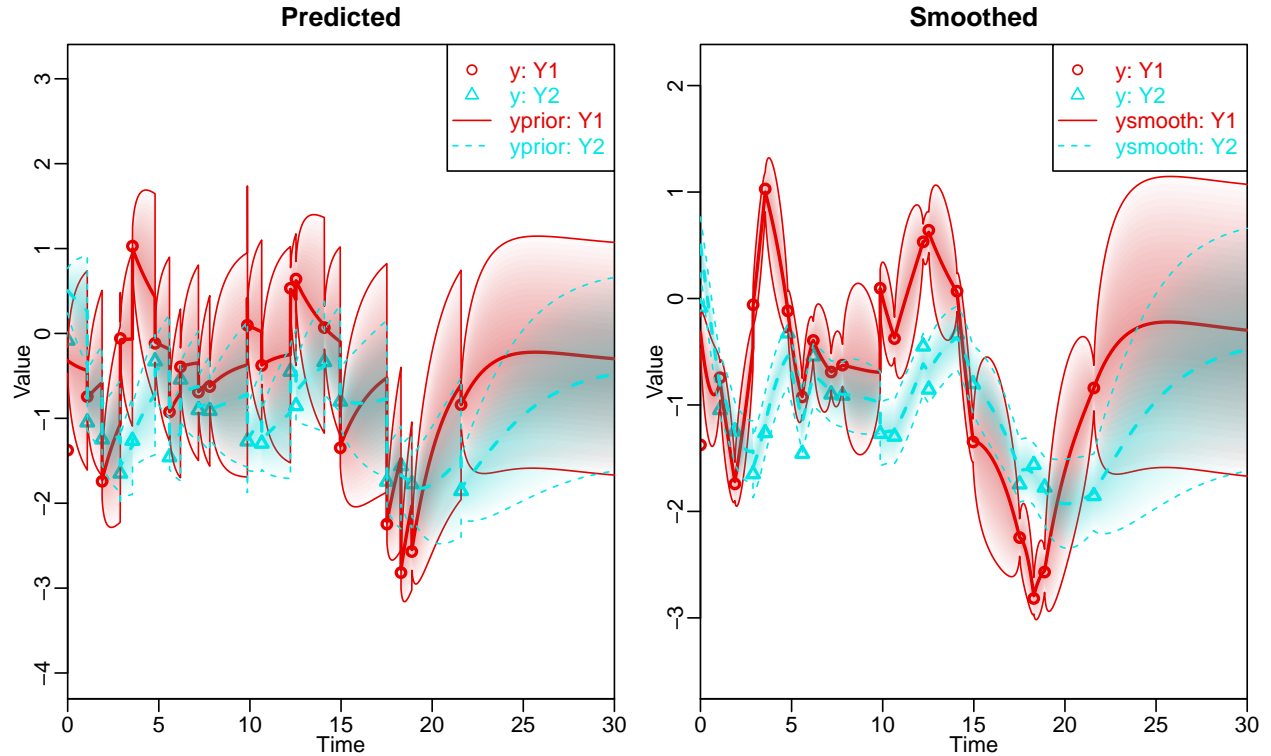 Predicted
Value
3
2
1
0
−1
−2
−3
−4
y: Y1
y: Y2
yprior: Y1
yprior: Y2
0 5 10 15 20 25 30
Time
Smoothed
Value
2
1
0
−1
−2
−3
y: Y1
y: Y2
ysmooth: Y1
ysmooth: Y2
0 5 10 15 20 25 30
Time